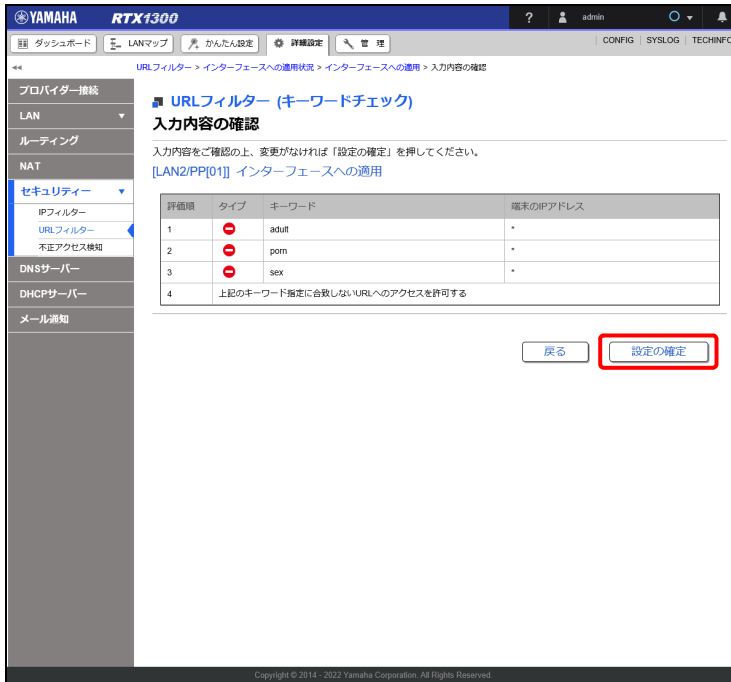 YAMAHA RTX1300 ? admin
ダッシュボード LANマップ かんたん設定 詳細設定 管 理 CONFIG SYSLOG TECHINFO
URLフィルター > インターフェースへの適用状況 > インターフェースへの適用 > 入力内容の確認
プロバイダー接続
LAN
ルーティング
NAT
セキュリティー
IPフィルター
URLフィルター
不正アクセス検知
DNSサーバー
DHCPサーバー
メール通知
URLフィルター (キーワードチェック)
入力内容の確認
入力内容をご確認の上、変更がなければ「設定の確定」を押してください。
[LAN2/PP[01]] インターフェースへの適用
評価順 タイプ キーワード 端末のIPアドレス
1 adult *
2 porn *
3 sex *
4 上記のキーワード指定に合致しないURLへのアクセスを許可する
戻る 設定の確定
Copyright © 2014 - 2022 Yamaha Corporation. All Rights Reserved.